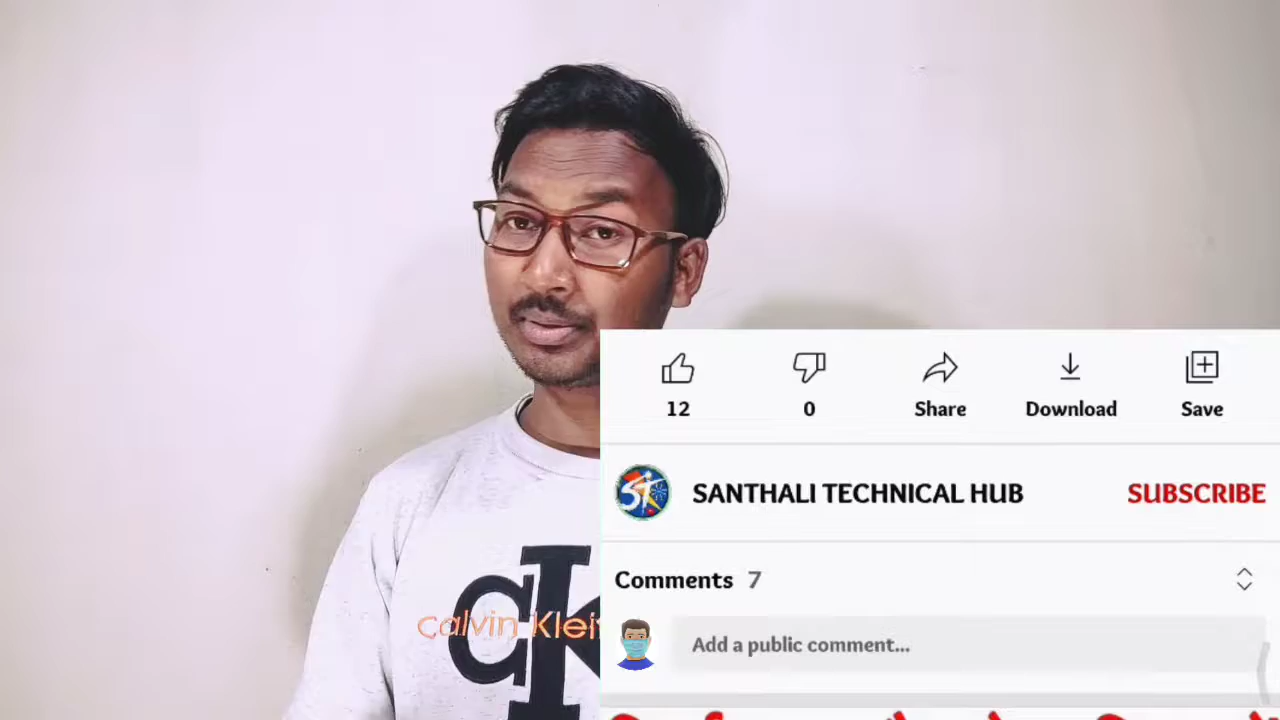 12 0 Share Download Save
SANTHALI TECHNICAL HUB SUBSCRIBE
Comments 7
Add a public comment...
CK
Calvin Klei